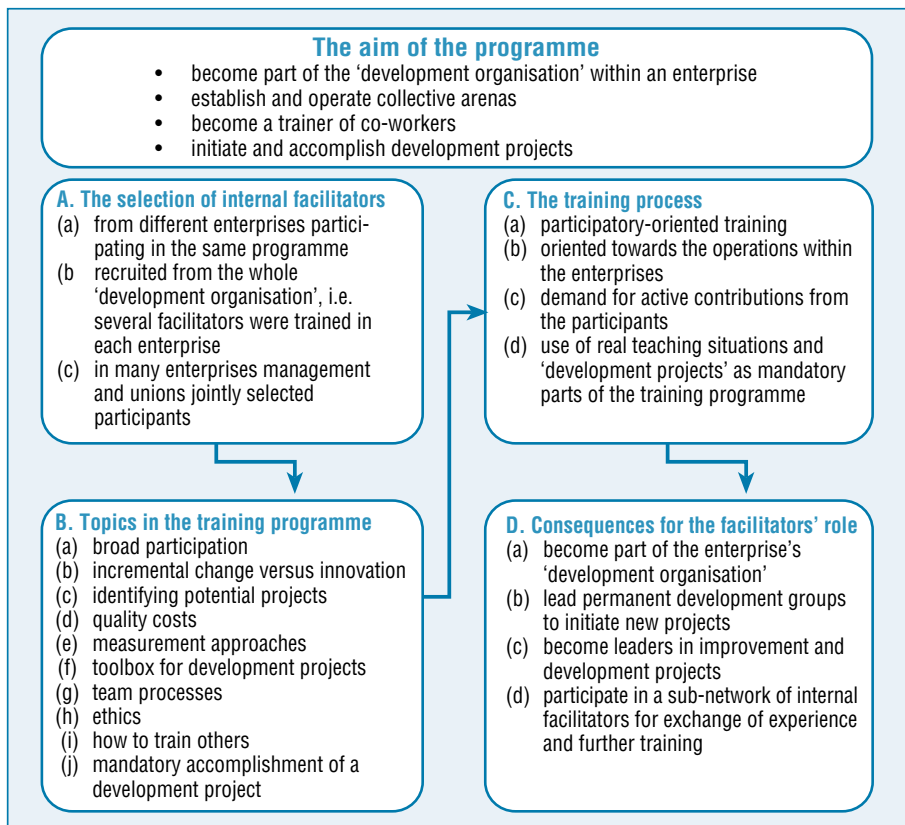 The aim of the programme
• become part of the ‘development organisation’ within an enterprise
• establish and operate collective arenas
• become a trainer of co-workers
• initiate and accomplish development projects
A. The selection of internal facilitators
(a) from different enterprises partici-
pating in the same programme
(b recruited from the whole
‘development organisation’, i.e.
several facilitators were trained in
each enterprise
(c) in many enterprises management
and unions jointly selected
participants
B. Topics in the training programme
(a) broad participation
(b) incremental change versus innovation
(c) identifying potential projects
(d) quality costs
(e) measurement approaches
(f) toolbox for development projects
(g) team processes
(h) ethics
(i) how to train others
(j) mandatory accomplishment of a
development project
C. The training process
(a) participatory-oriented training
(b) oriented towards the operations within
the enterprises
(c) demand for active contributions from
the participants
(d) use of real teaching situations and
‘development projects’ as mandatory
parts of the training programme
D. Consequences for the facilitators’ role
(a) become part of the enterprise’s
‘development organisation’
(b) lead permanent development groups
to initiate new projects
(c) become leaders in improvement and
development projects
(d) participate in a sub-network of internal
facilitators for exchange of experience
and further training